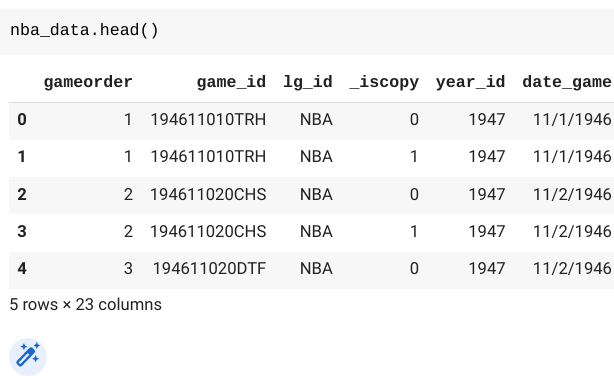 nba_data.head()
gameorder game_id lg_id _iscopy year_id date_game
0 1 194611010TRH NBA 0 1947 11/1/1946
1 1 194611010TRH NBA 1 1947 11/1/1946
2 2 194611020CHS NBA 0 1947 11/2/1946
3 2 194611020CHS NBA 1 1947 11/2/1946
4 3 194611020DTF NBA 0 1947 11/2/1946
5 rows × 23 columns